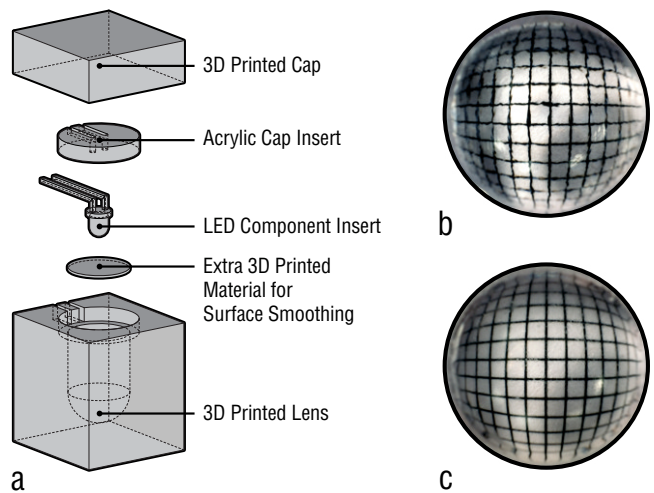 3D Printed Cap
Acrylic Cap Insert
LED Component Insert
Extra 3D Printed
Material for
Surface Smoothing
3D Printed Lens
a
b
c